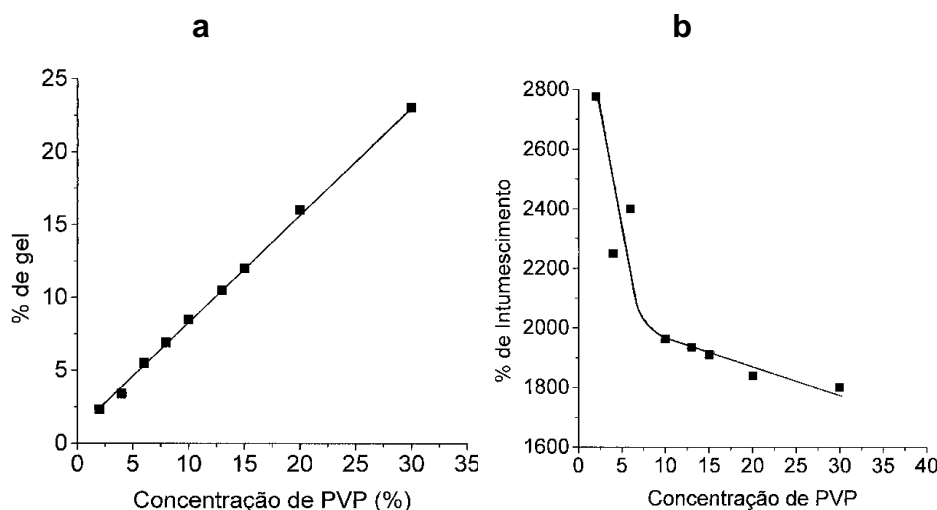 a
25
20
15
10
5
0
% de gel
0 5 10 15 20 25 30 35
Concentração de PVP (%)
b
2800
2600
2400
2200
2000
1800
1600
% de Intumescimento
0 5 10 15 20 25 30 35 40
Concentração de PVP